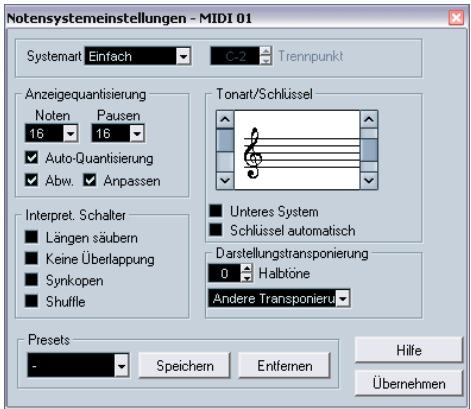 Notensystemeinstellungen - MIDI 01
Systemart Einfach C-2 Trennpunkt
Anzeigequantisierung
Noten Pausen
16 16
Auto-Quantisierung
Abw. Anpassen
Interpret. Schalter
Längen säubern
Keine Überlappung
Synkopen
Shuffle
Tonart/Schlüssel
Unteres System
Schlüssel automatisch
Darstellungstransponierung
0 Halbtöne
Andere Transponieru
Presets
- Speichern Entfernen
Hilfe
Übernehmen